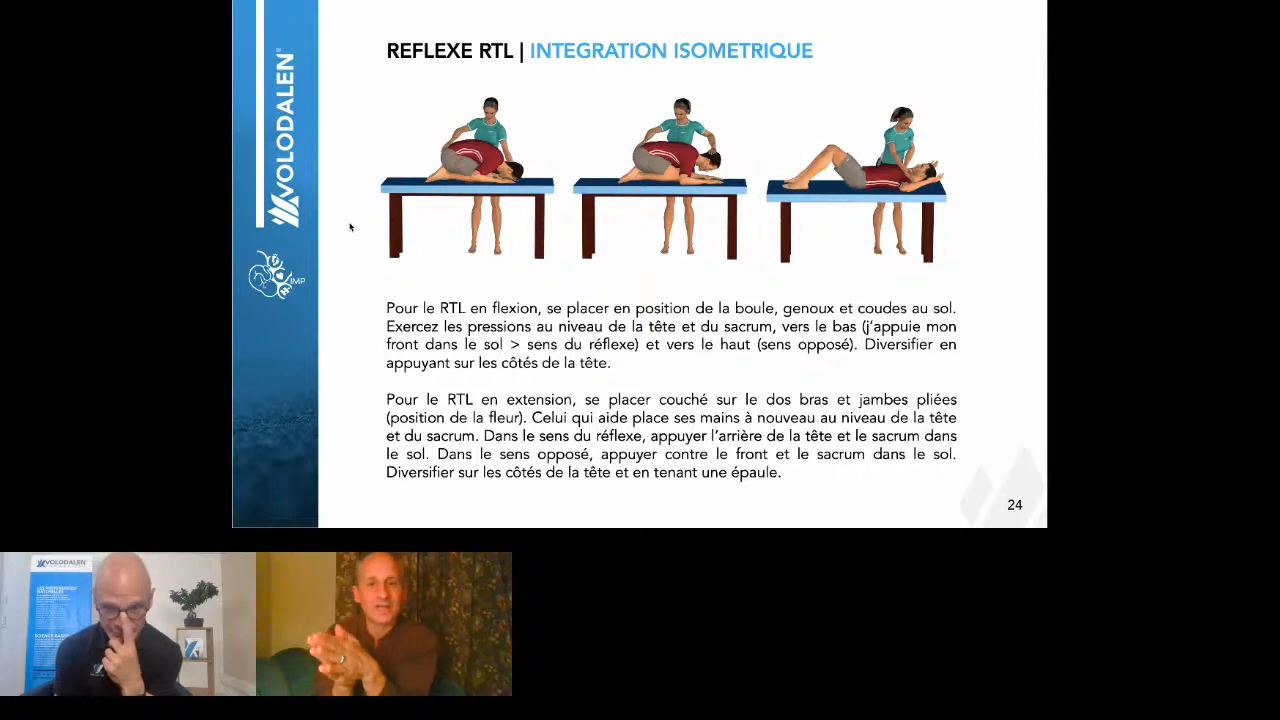 REFLEXE RTL | INTEGRATION ISOMETRIQUE
VOLODALEN
IMP
Pour le RTL en flexion, se placer en position de la boule, genoux et coudes au sol.
Exercez les pressions au niveau de la tête et du sacrum, vers le bas (j'appuie mon
front dans le sol > sens du réflexe) et vers le haut (sens opposé). Diversifier en
appuyant sur les côtés de la tête.
Pour le RTL en extension, se placer couché sur le dos bras et jambes pliées
(position de la fleur). Celui qui aide place ses mains à nouveau au niveau de la tête
et du sacrum. Dans le sens du réflexe, appuyer l'arrière de la tête et le sacrum dans
le sol. Dans le sens opposé, appuyer contre le front et le sacrum dans le sol.
Diversifier sur les côtés de la tête et en tenant une épaule.
24
VOLODALEN